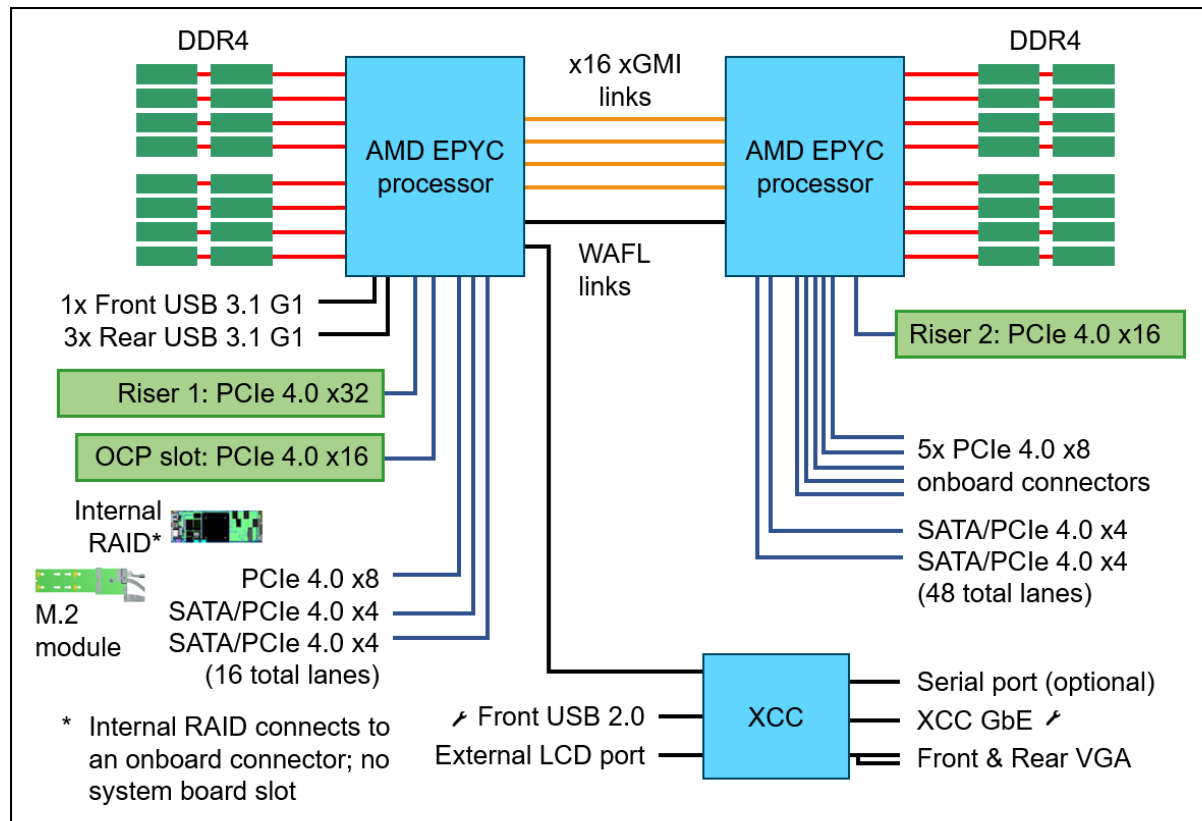 DDR4
x16 xGMI
links
DDR4
AMD EPYC
processor
AMD EPYC
processor
WAFL
links
1x Front USB 3.1 G1
3x Rear USB 3.1 G1
Riser 1: PCIe 4.0 x32
OCP slot: PCIe 4.0 x16
Internal
RAID*
M.2
module
PCIe 4.0 x8
SATA/PCIe 4.0 x4
SATA/PCIe 4.0 x4
(16 total lanes)
Riser 2: PCIe 4.0 x16
5x PCIe 4.0 x8
onboard connectors
SATA/PCIe 4.0 x4
SATA/PCIe 4.0 x4
(48 total lanes)
* Internal RAID connects to
an onboard connector; no
system board slot
Front USB 2.0
External LCD port
XCC
Serial port (optional)
XCC GbE
Front & Rear VGA